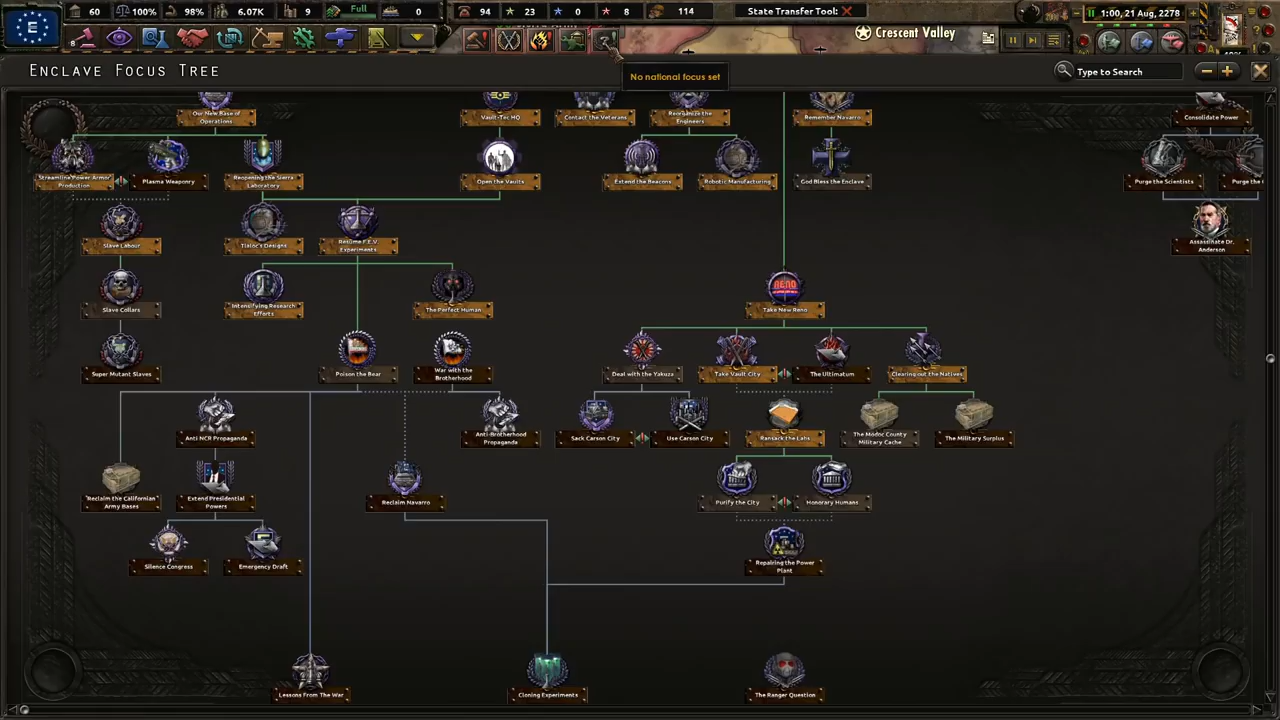 60 100% 98% 6.07K 9 Full 0 94 23 0 8 114 State Transfer Tool: 1:00, 21 Aug, 2278
E 8 Crescent Valley
ENCLAVE FOCUS TREE
No national focus set
Type to Search
Our New Base of Operations
Vault-Tec HQ
Contact the Veterans
Reorganize the Engineers
Remember Navarro
Consolidate Power
Streamline Power Armor Production
Plasma Weaponry
Reopening the Sierra Laboratory
Open the Vaults
Extend the Beacons
Robotic Manufacturing
God Bless the Enclave
Purge the Scientists
Purge the
Slave Labour
Tlaloc's Designs
Resume F.E.V. Experiments
Assassinate Dr. Anderson
Slave Collars
Intensifying Research Efforts
The Perfect Human
Take New Reno
Super Mutant Slaves
Poison the Bear
War with the Brotherhood
Deal with the Yakuza
Take Vault City
The Ultimatum
Clearing out the Natives
Anti NCR Propaganda
Anti-Brotherhood Propaganda
Sack Carson City
Use Carson City
Ransack the Labs
The Modoc County Military Cache
The Military Surplus
Reclaim the Californian Army Bases
Extend Presidential Powers
Reclaim Navarro
Purify the City
Honorary Humans
Silence Congress
Emergency Draft
Repairing the Power Plant
Lessons From The War
Cloning Experiments
The Ranger Question